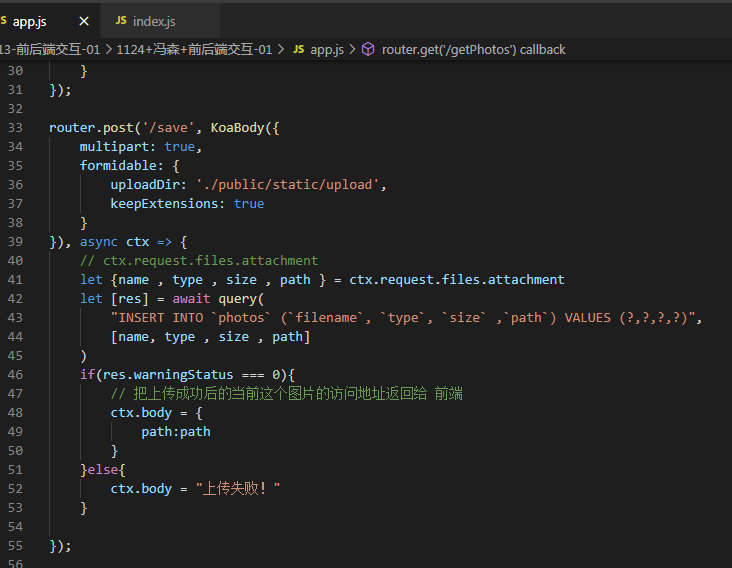 JS app.js × JS index.js
13-前后端交互-01 > 1124+冯森+前后端交互-01 > JS app.js > router.get('/getPhotos') callback
30 }
31 });
32
33 router.post('/save', KoaBody({
34 multipart: true,
35 formidable: {
36 uploadDir: './public/static/upload',
37 keepExtensions: true
38 }
39 }), async ctx => {
40 // ctx.request.files.attachment
41 let {name , type , size , path } = ctx.request.files.attachment
42 let [res] = await query(
43 "INSERT INTO `photos` (`filename`, `type`, `size` ,`path`) VALUES (?,?,?,?)",
44 [name, type , size , path]
45 )
46 if(res.warningStatus === 0){
47 // 把上传成功后的当前这个图片的访问地址返回给 前端
48 ctx.body = {
49 path:path
50 }
51 }else{
52 ctx.body = "上传失败！"
53 }
54
55 });
56